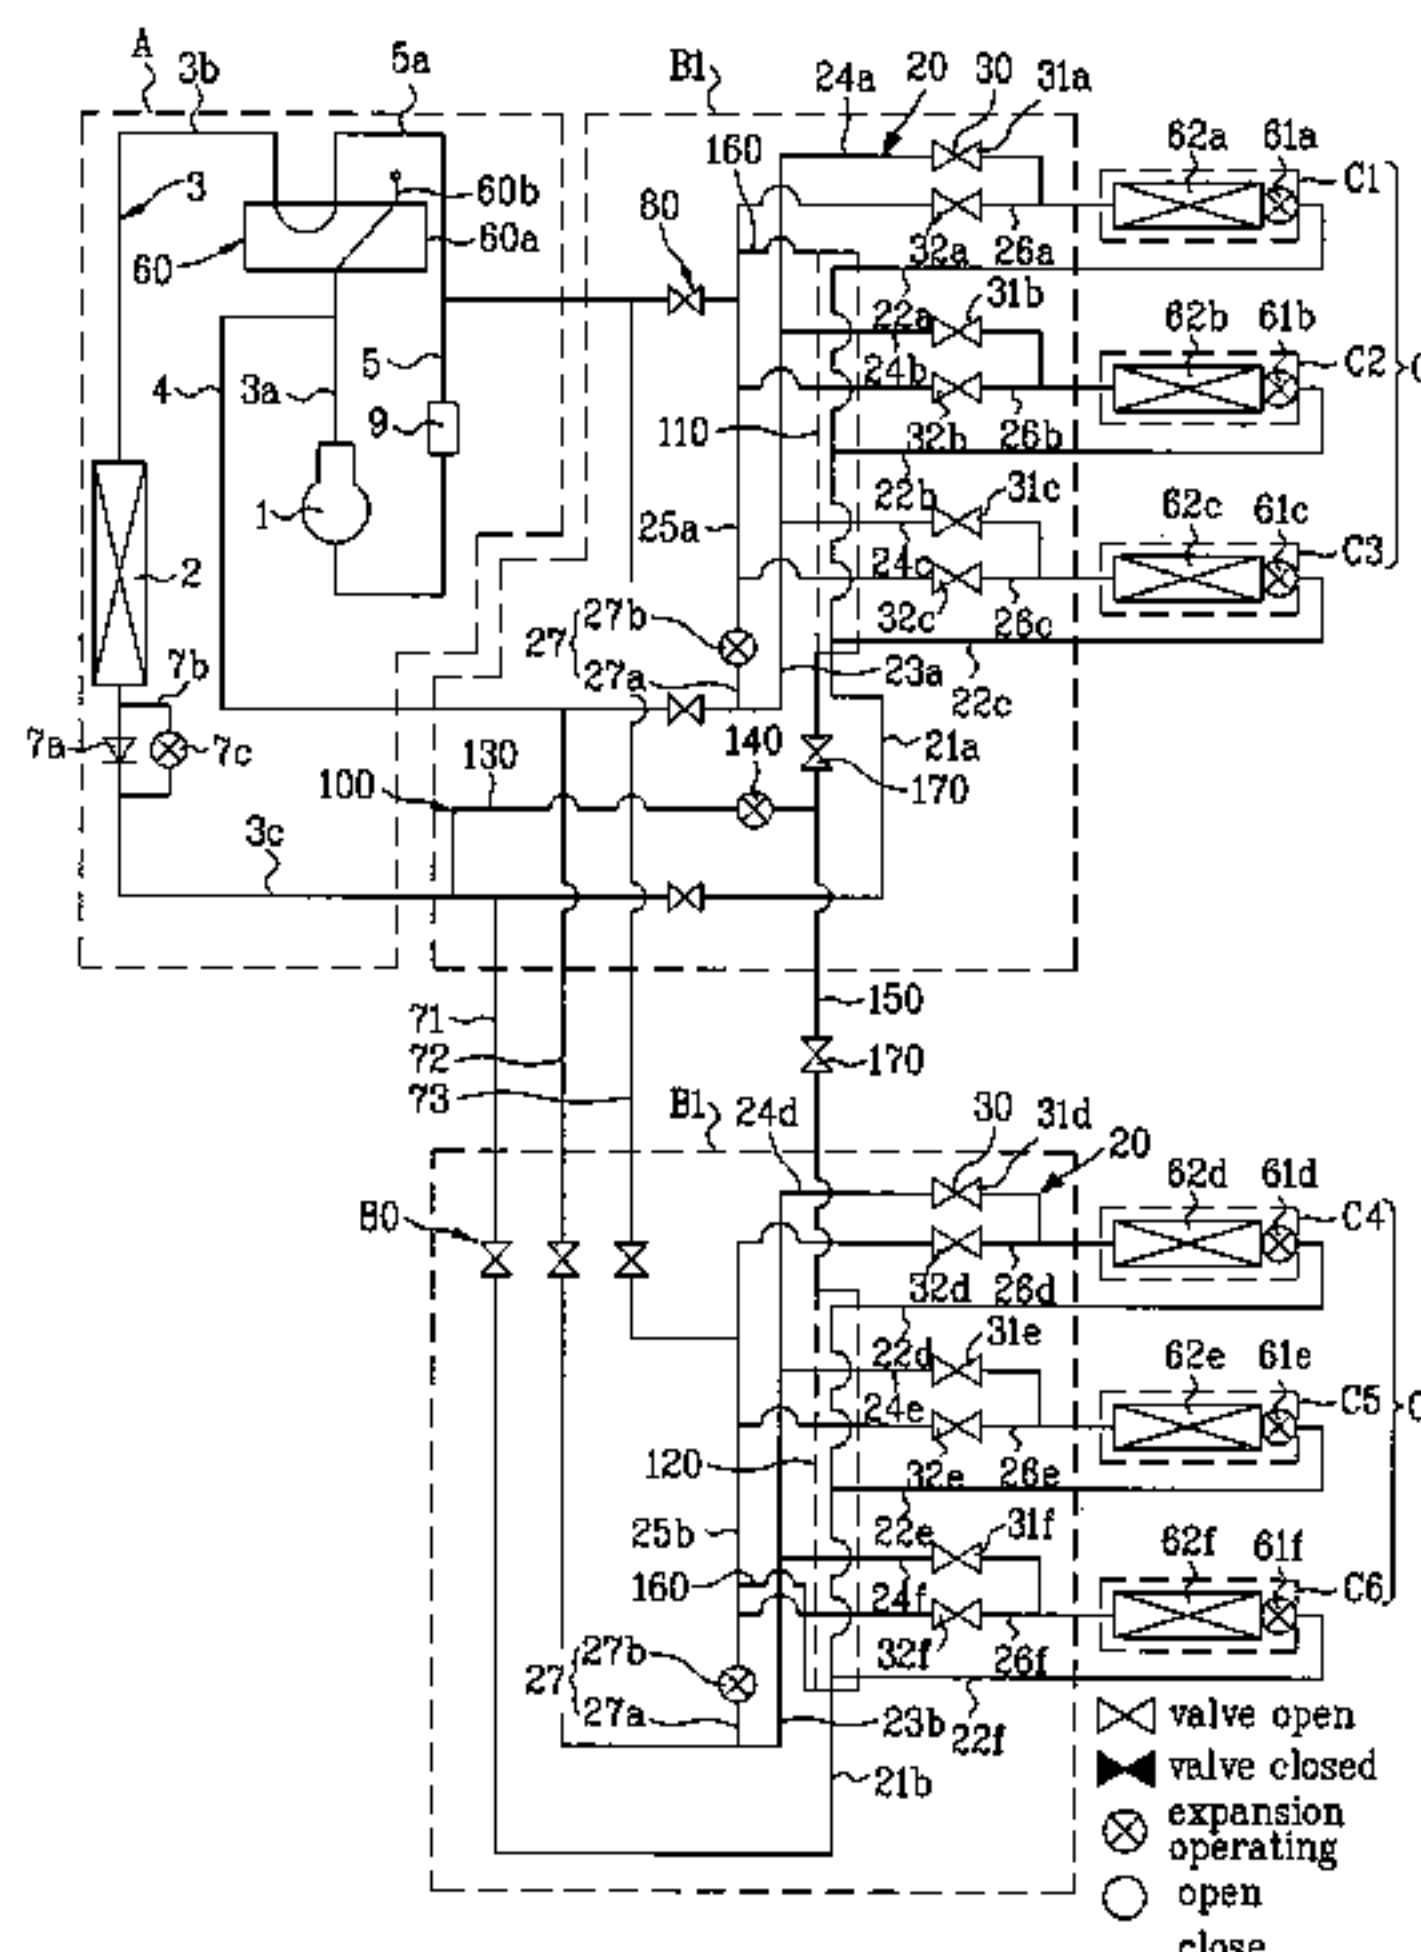 A
3b
5a
B1
24a
20
30
31a
62a
61a
C1
160
3
60b
60a
80
60
32a
26a
31b
62b
61b
C2
22a
24b
4
3a
5
9
110
32b
26b
22b
31c
62c
61c
C3
1
25a
24c
2
32c
26c
27
27b
27a
23a
22c
7b
7a
7c
140
21a
130
100
170
3c
150
71
72
170
73
B1
24d
30
31d
20
62d
61d
C4
80
32d
26d
31e
62e
61e
C5
22d
24e
120
32e
26e
25b
22e
31f
62f
61f
C6
160
24f
32f
26f
27
27b
27a
23b
22f
21b
valve open
valve closed
expansion
operating
open
close